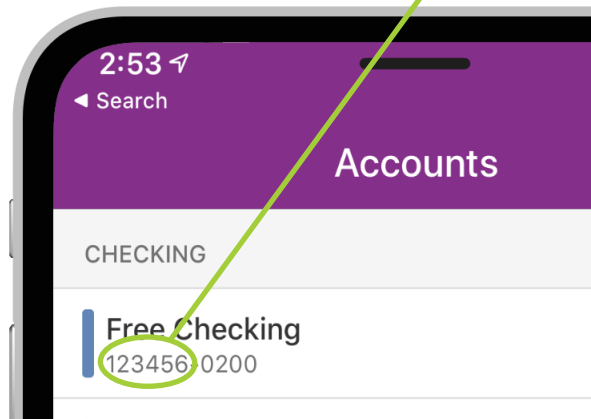 2:53
Search
Accounts
CHECKING
Free Checking
123456-0200